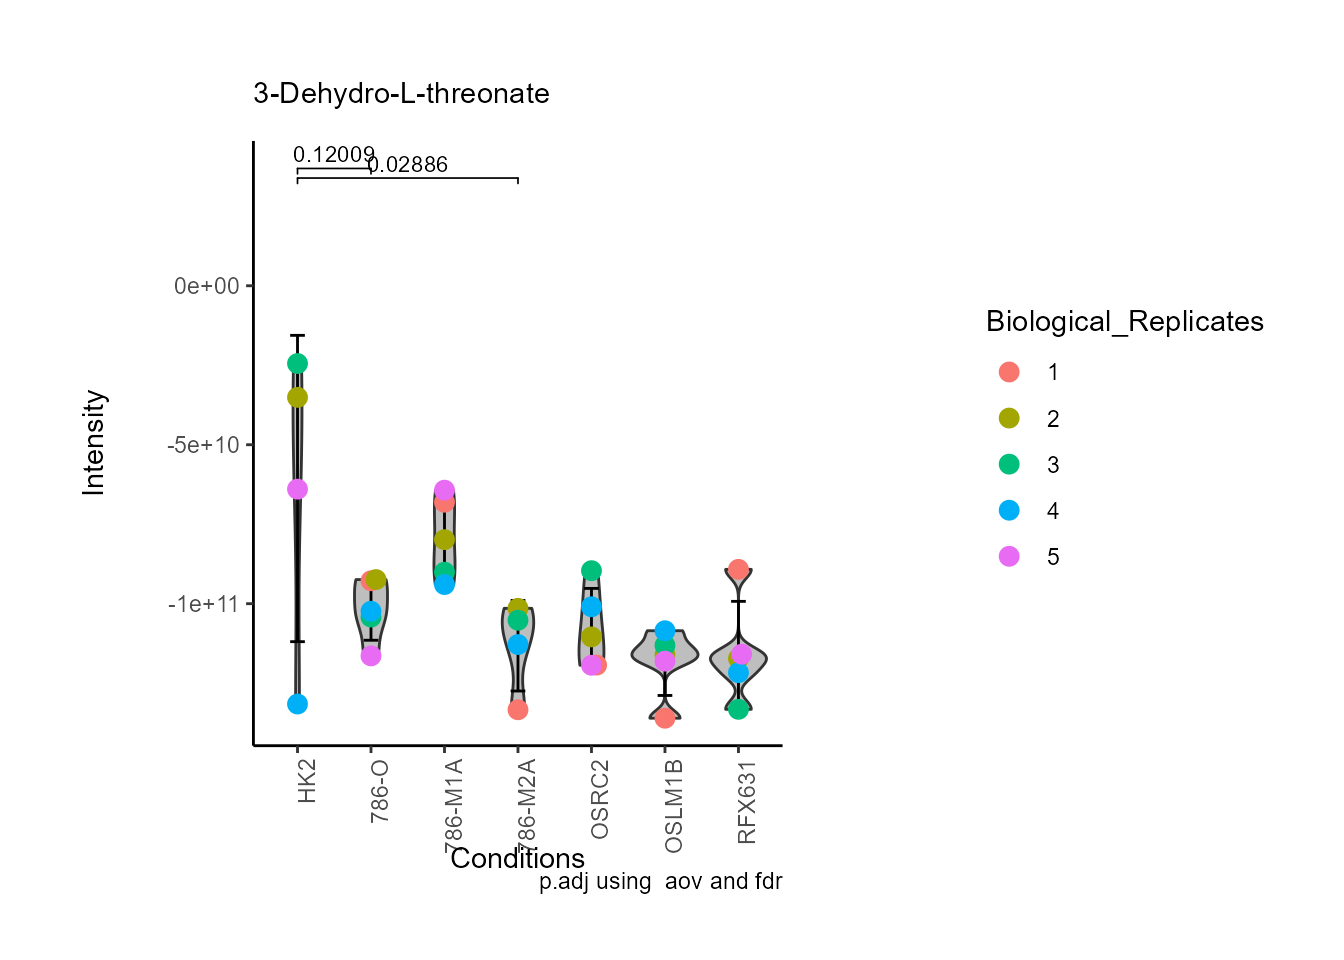 3-Dehydro-L-threonate
0.12009
0.02886
0e+00
-5e+10
-1e+11
Intensity
HK2
786-O
786-M1A
786-M2A
OSRC2
OSLM1B
RFX631
Conditions
p.adj using  aov and fdr
Biological_Replicates
1
2
3
4
5